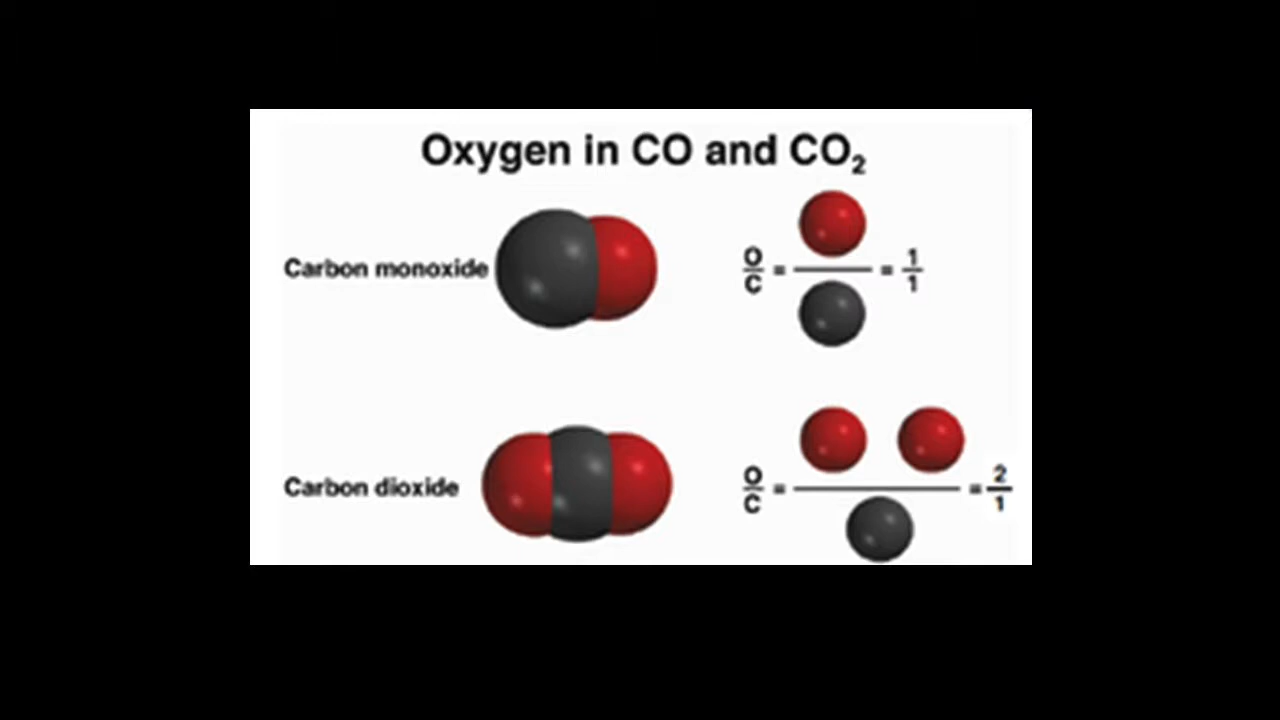 Oxygen in CO and CO₂
Carbon monoxide
O/C = = 1/1
Carbon dioxide
O/C = = 2/1